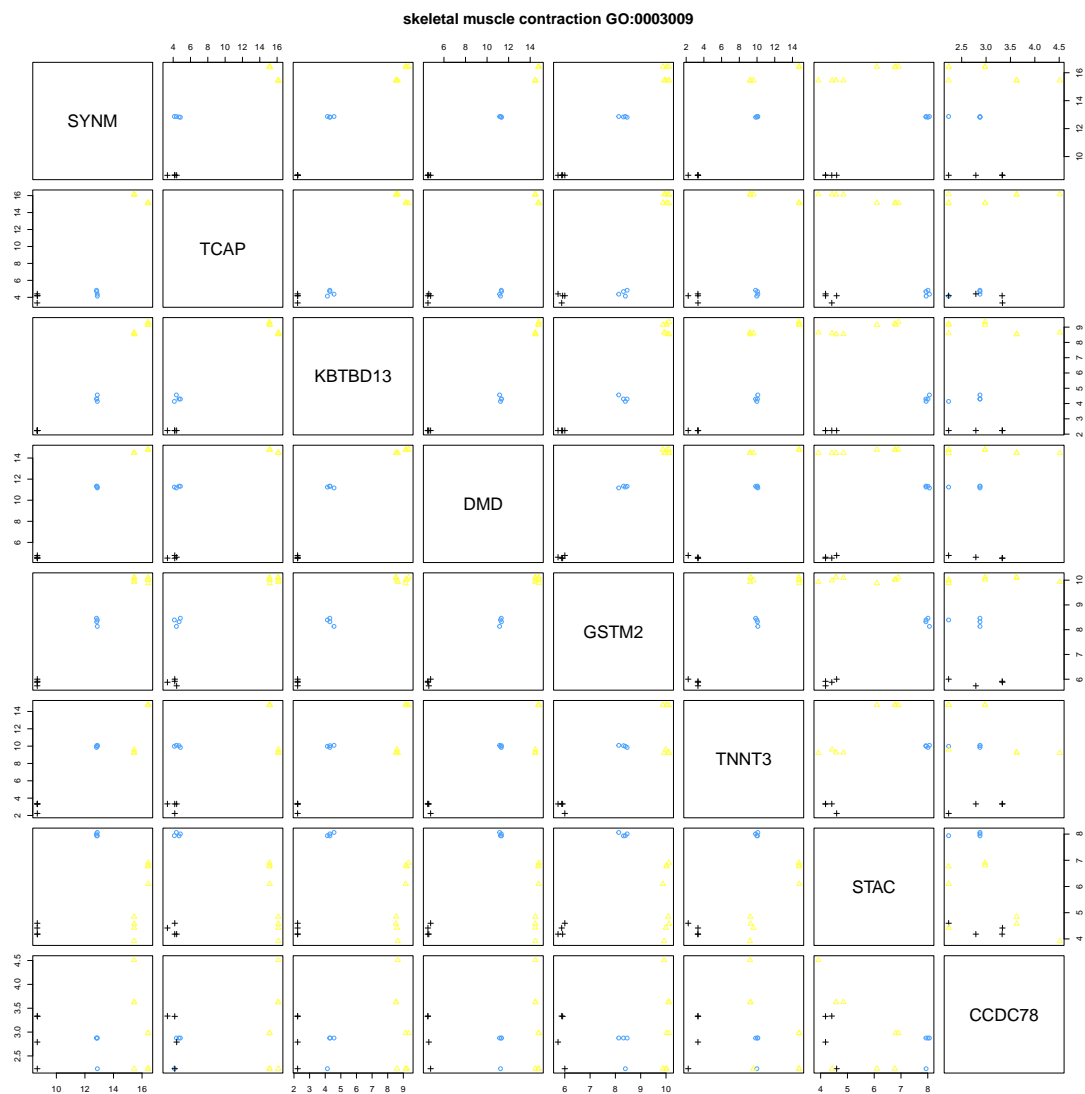 skeletal muscle contraction GO:0003009
4 6 8 10 12 14 16
6 8 10 14
2 4 6 8 10 14
2.5 3.0 3.5 4.0 4.5
SYNM
10 12 14 16
4 6 8 10 12 14 16
TCAP
KBTBD13
2 3 4 5 6 7 8 9
6 8 10 12 14
DMD
GSTM2
6 7 8 9 10
2 4 6 8 10 12 14
TNNT3
STAC
4 5 6 7 8
2.5 3.0 3.5 4.0 4.5
CCDC78
10 12 14 16
2 3 4 5 6 7 8 9
6 7 8 9 10
4 5 6 7 8